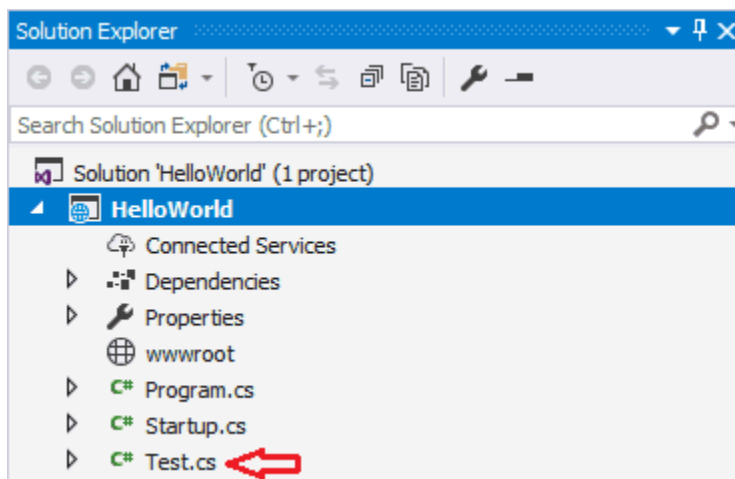 Solution Explorer
Search Solution Explorer (Ctrl+;)
Solution 'HelloWorld' (1 project)
HelloWorld
Connected Services
Dependencies
Properties
wwwroot
C# Program.cs
C# Startup.cs
C# Test.cs